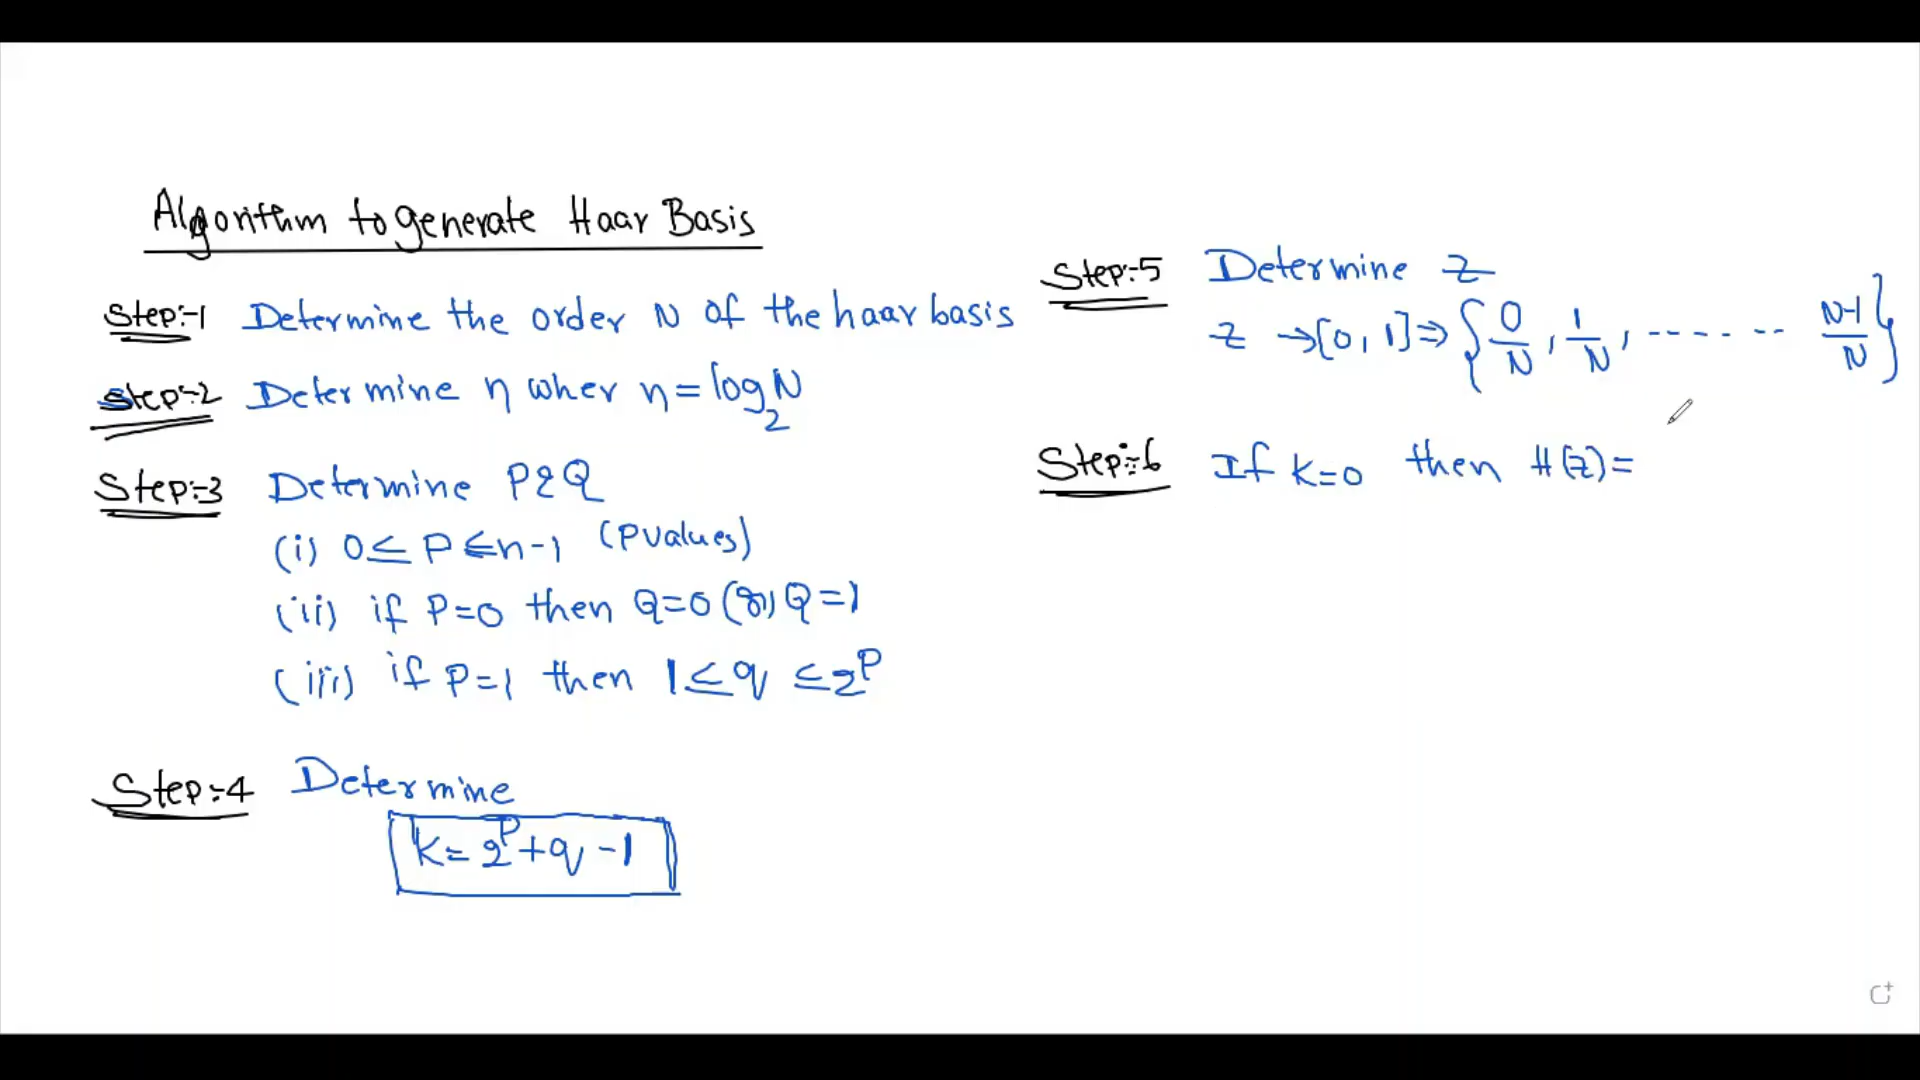 Algorithm to generate Haar Basis
Step:-1 Determine the order N of the haar basis
Step:-2 Determine n wher n = log₂N
Step:-3 Determine P & Q
(i) 0 ≤ P ≤ n-1 (P values)
(ii) if P=0 then Q=0 (or) Q=1
(iii) if P=1 then 1 ≤ q ≤ 2^P
Step:-4 Determine
K = 2^P + q - 1
Step:-5 Determine z
z → [0, 1] ⇒ {0/N, 1/N, ------ N-1/N}
Step:-6 If K=0 then H(z)=